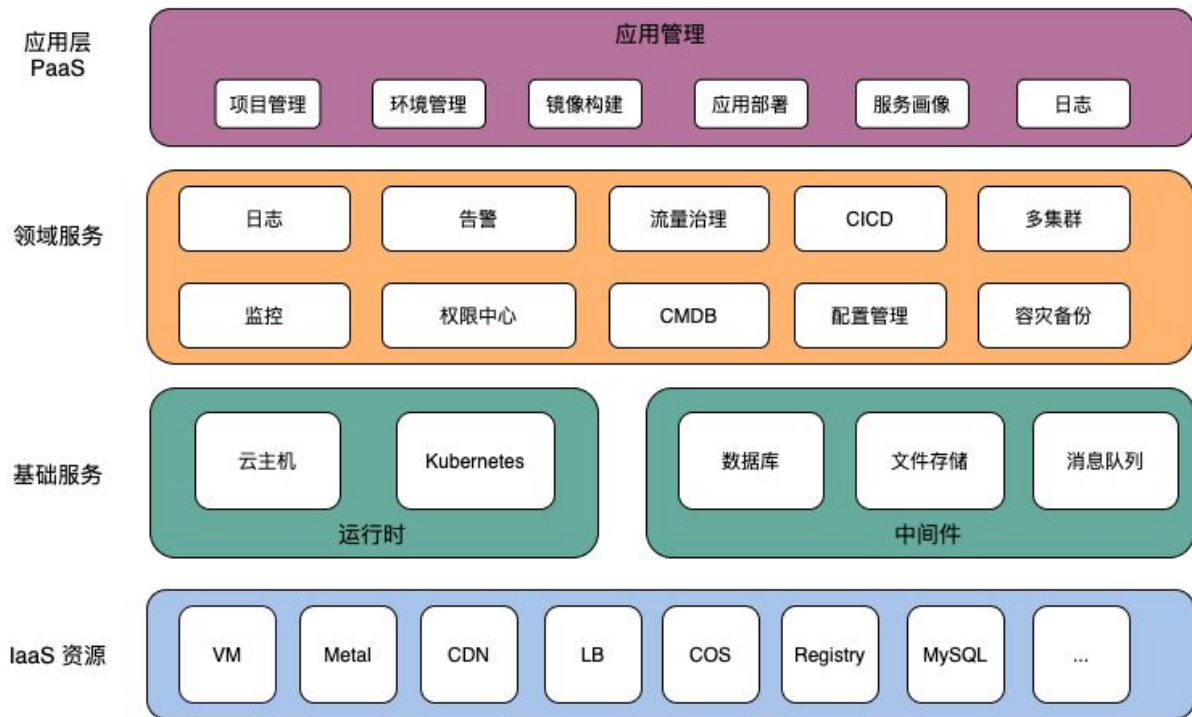 应用层
PaaS
应用管理
项目管理
环境管理
镜像构建
应用部署
服务画像
日志
领域服务
日志
告警
流量治理
CICD
多集群
监控
权限中心
CMDB
配置管理
容灾备份
基础服务
云主机
Kubernetes
运行时
数据库
文件存储
消息队列
中间件
IaaS 资源
VM
Metal
CDN
LB
COS
Registry
MySQL
...